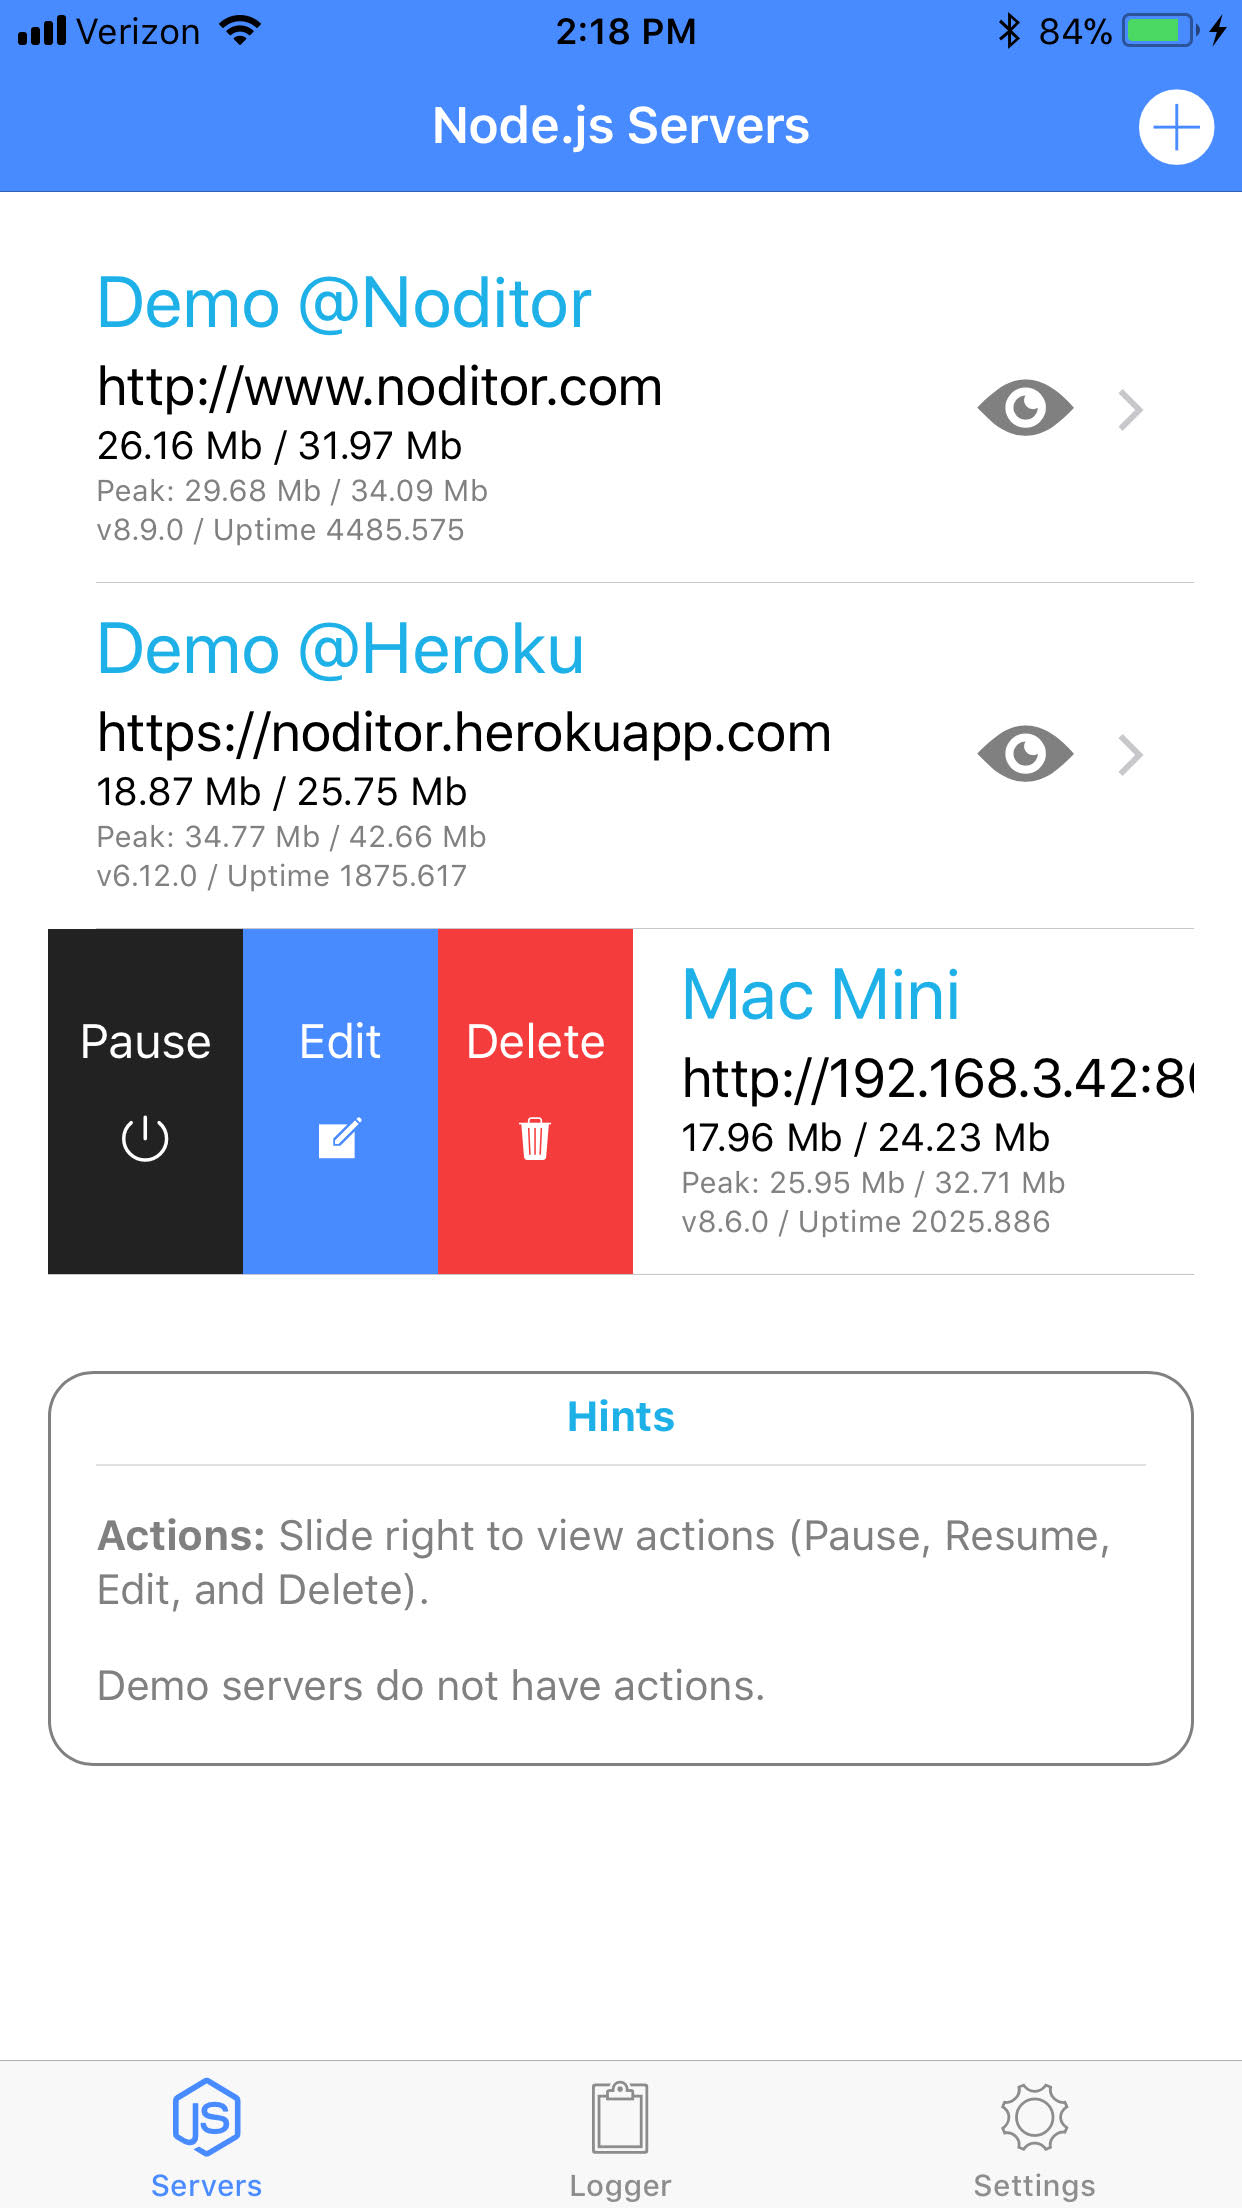 Verizon 2:18 PM 84%
Node.js Servers
Demo @Noditor
http://www.noditor.com
26.16 Mb / 31.97 Mb
Peak: 29.68 Mb / 34.09 Mb
v8.9.0 / Uptime 4485.575
Demo @Heroku
https://noditor.herokuapp.com
18.87 Mb / 25.75 Mb
Peak: 34.77 Mb / 42.66 Mb
v6.12.0 / Uptime 1875.617
Pause Edit Delete
Mac Mini
http://192.168.3.42:8
17.96 Mb / 24.23 Mb
Peak: 25.95 Mb / 32.71 Mb
v8.6.0 / Uptime 2025.886
Hints
Actions: Slide right to view actions (Pause, Resume,
Edit, and Delete).
Demo servers do not have actions.
JS
Servers Logger Settings